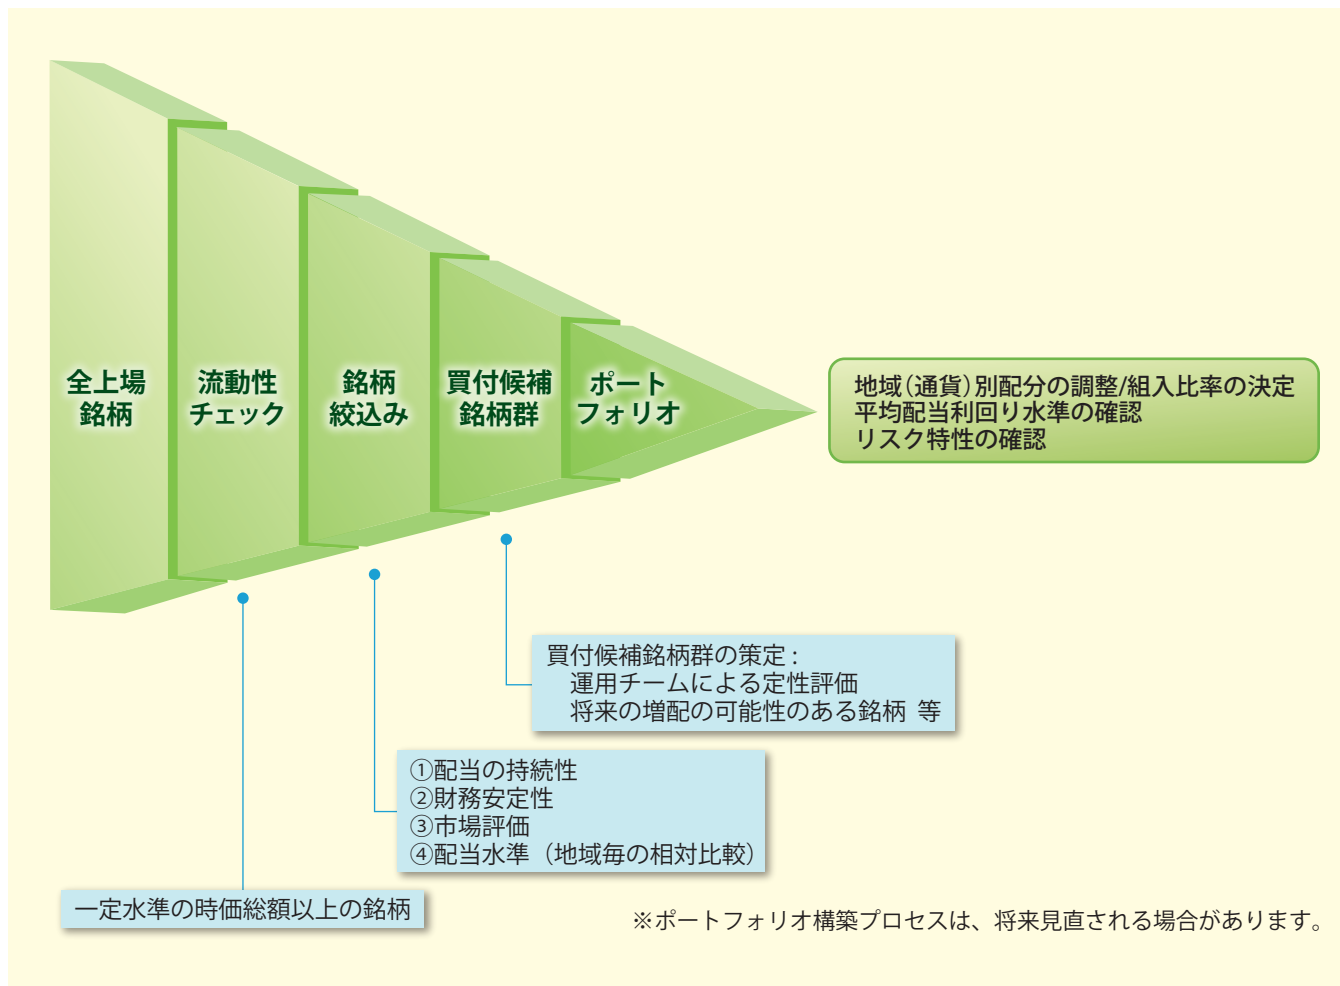 全上場
銘柄
流動性
チェック
銘柄
絞込み
買付候補
銘柄群
ポート
フォリオ
地域(通貨)別配分の調整/組入比率の決定
平均配当利回り水準の確認
リスク特性の確認
買付候補銘柄群の策定：
運用チームによる定性評価
将来の増配の可能性のある銘柄 等
①配当の持続性
②財務安定性
③市場評価
④配当水準（地域毎の相対比較）
一定水準の時価総額以上の銘柄
※ポートフォリオ構築プロセスは、将来見直される場合があります。